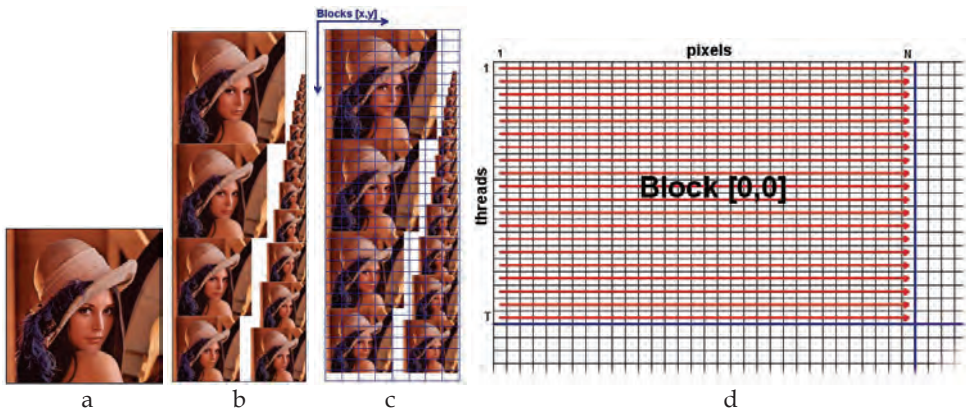 Blocks [x,y]
pixels
1
N
1
threads
Block [0,0]
T
a
b
c
d